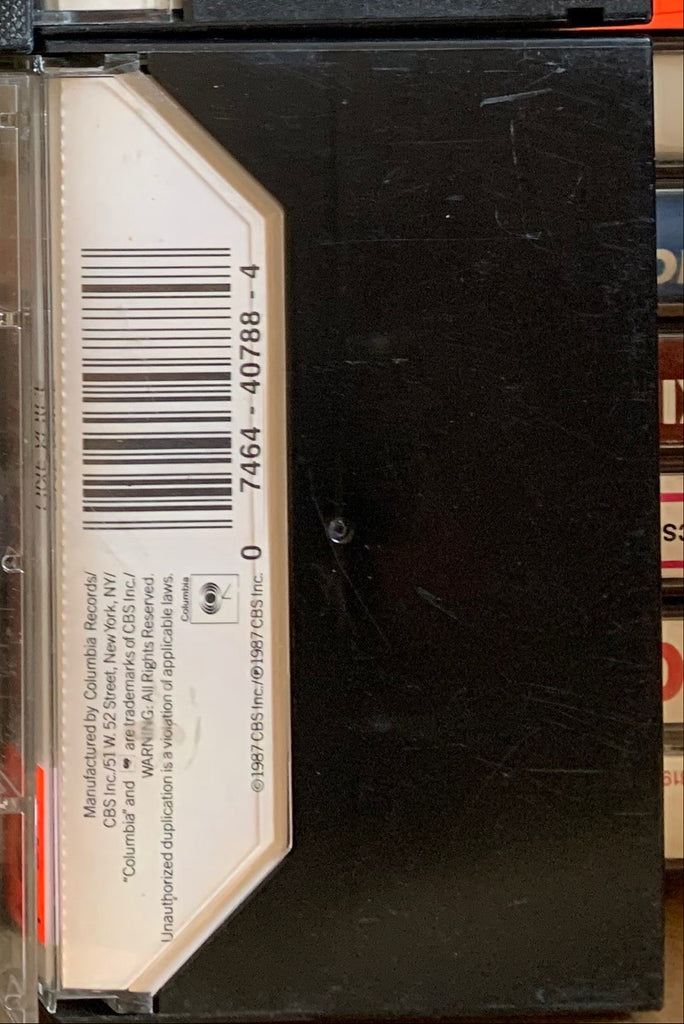 0 7464 - 40788 - 4
Manufactured by Columbia Records/
CBS Inc./51 W. 52 Street, New York, NY/
"Columbia" and are trademarks of CBS Inc./
WARNING: All Rights Reserved.
Unauthorized duplication is a violation of applicable laws.
Columbia
©1987 CBS Inc./℗1987 CBS Inc.